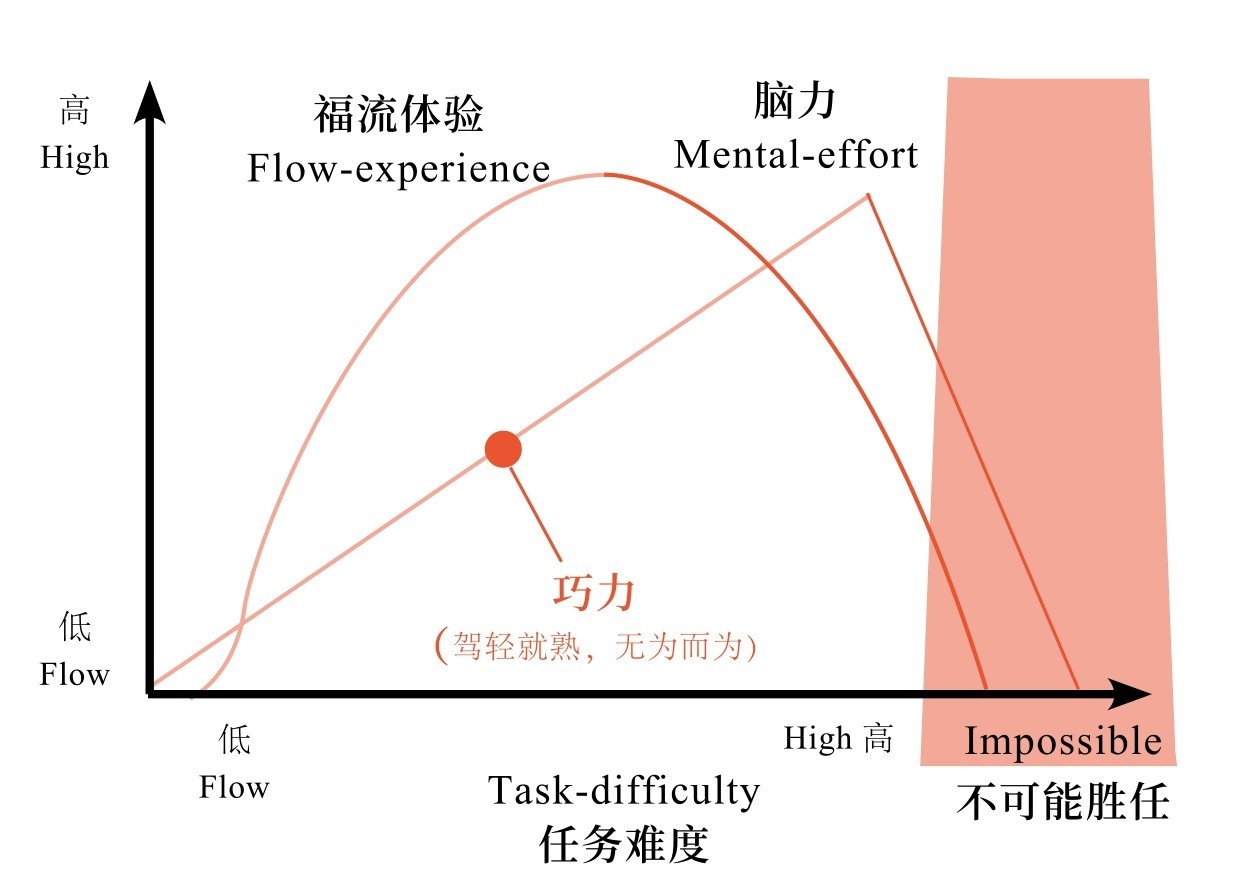 高
High
福流体验
Flow-experience
脑力
Mental-effort
巧力
(驾轻就熟，无为而为)
低
Flow
低
Flow
High 高
Impossible
不可能胜任
Task-difficulty
任务难度